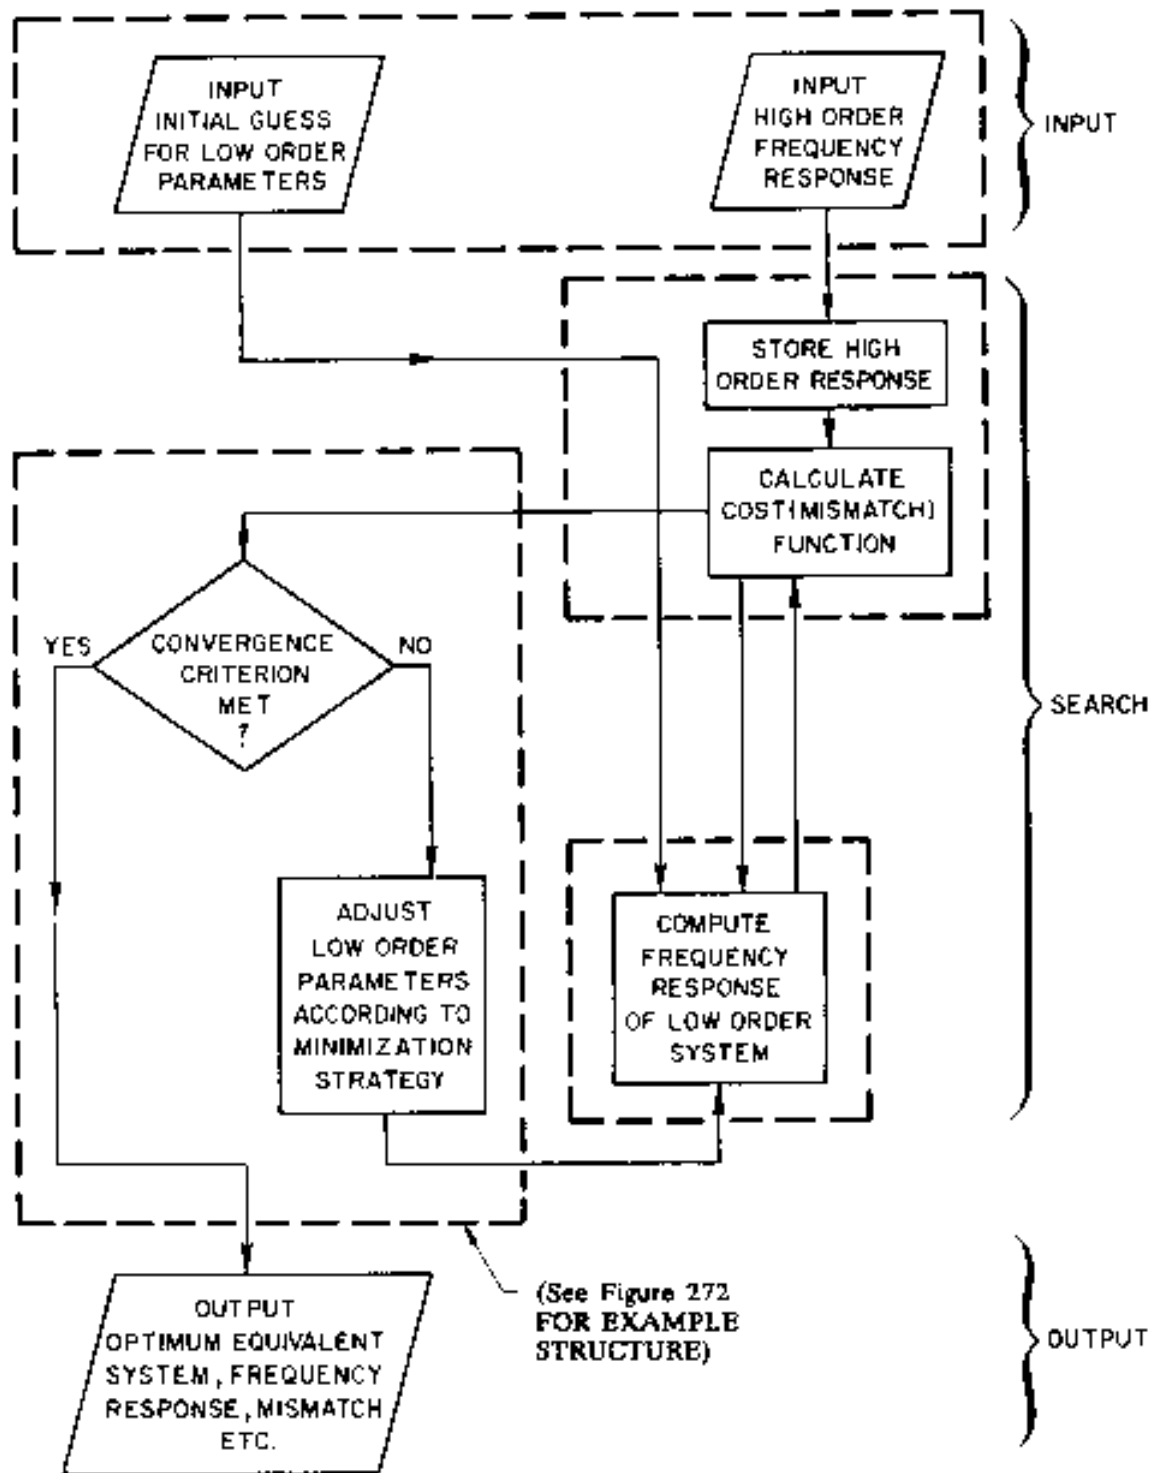 INPUT
INITIAL GUESS
FOR LOW ORDER
PARAMETERS
INPUT
HIGH ORDER
FREQUENCY
RESPONSE
INPUT
STORE HIGH
ORDER RESPONSE
CALCULATE
COST(MISMATCH)
FUNCTION
YES
CONVERGENCE
CRITERION
MET
?
NO
SEARCH
ADJUST
LOW ORDER
PARAMETERS
ACCORDING TO
MINIMIZATION
STRATEGY
COMPUTE
FREQUENCY
RESPONSE
OF LOW ORDER
SYSTEM
(See Figure 272
FOR EXAMPLE
STRUCTURE)
OUTPUT
OPTIMUM EQUIVALENT
SYSTEM, FREQUENCY
RESPONSE, MISMATCH
ETC.
OUTPUT